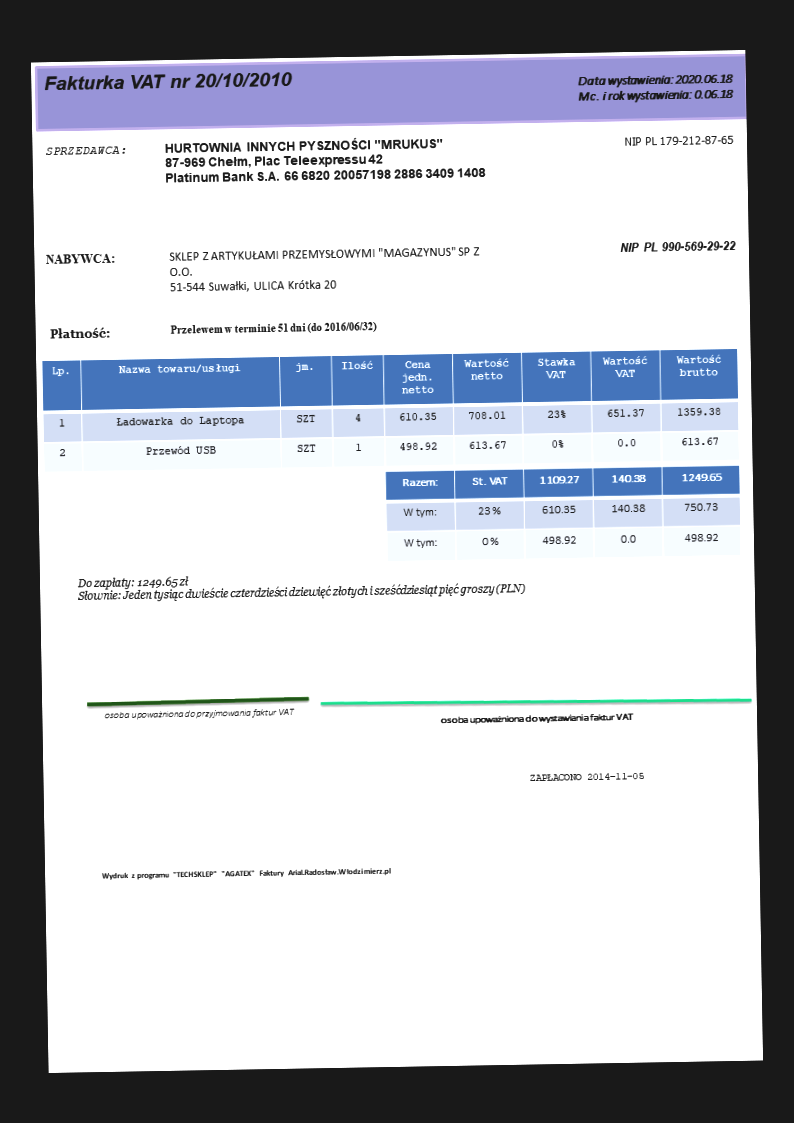 Fakturka VAT nr 20/10/2010
Data wystawienia: 2020.06.18
Mc. i rok wystawienia: 0.06.18
SPRZEDAWCA:
HURTOWNIA INNYCH PYSZNOŚCI "MRUKUS"
87-969 Chełm, Plac Teleexpressu 42
Platinum Bank S.A. 66 6820 20057198 2886 3409 1408
NIP PL 179-212-87-65
NABYWCA:
SKLEP Z ARTYKUŁAMI PRZEMYSŁOWYMI "MAGAZYNUS" SP Z
O.O.
51-544 Suwałki, ULICA Krótka 20
NIP PL 990-569-29-22
Płatność:
Przelewem w terminie 51 dni (do 2016/06/32)
Lp. Nazwa towaru/usługi jm. Ilość Cena jedn. netto Wartość netto Stawka VAT Wartość VAT Wartość brutto
1 Ładowarka do Laptopa SZT 4 610.35 708.01 23% 651.37 1359.38
2 Przewód USB SZT 1 498.92 613.67 0% 0.0 613.67
Razem: St. VAT 1109.27 140.38 1249.65
W tym: 23 % 610.35 140.38 750.73
W tym: 0 % 498.92 0.0 498.92
Do zapłaty: 1249.65 zł
Słownie: Jeden tysiąc dwieście czterdzieści dziewięć złotych i sześćdziesiąt pięć groszy (PLN)
osoba upoważniona do przyjmowania faktur VAT
osoba upoważniona do wystawiania faktur VAT
ZAPŁACONO 2014-11-05
Wydruk z programu "TECHSKLEP" "AGATEX" Faktury Arial.Radosław.Włodzimierz.pl